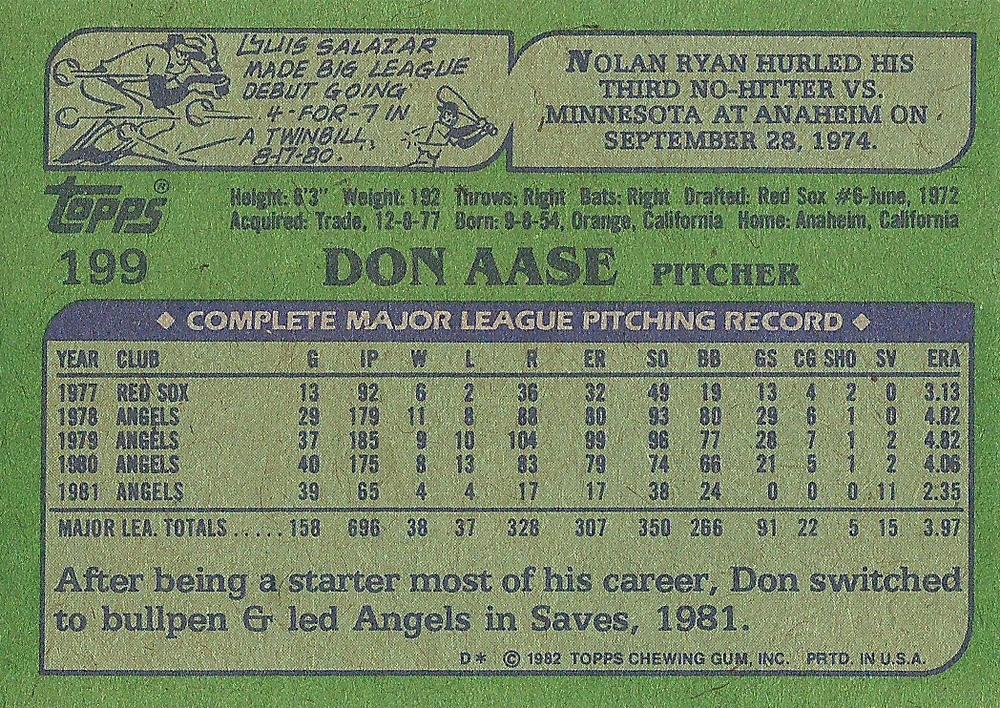 LUIS SALAZAR
MADE BIG LEAGUE
DEBUT GOING
4-FOR-7 IN
A TWINBILL,
8-17-80.
NOLAN RYAN HURLED HIS
THIRD NO-HITTER VS.
MINNESOTA AT ANAHEIM ON
SEPTEMBER 28, 1974.
Topps®
Height: 6'3" Weight: 192 Throws: Right Bats: Right Drafted: Red Sox #6-June, 1972
Acquired: Trade, 12-8-77 Born: 9-8-54, Orange, California Home: Anaheim, California
199 DON AASE PITCHER
◆ COMPLETE MAJOR LEAGUE PITCHING RECORD ◆
YEAR CLUB G IP W L R ER SO BB GS CG SHO SV ERA
1977 RED SOX 13 92 6 2 36 32 49 19 13 4 2 0 3.13
1978 ANGELS 29 179 11 8 88 80 93 80 29 6 1 0 4.02
1979 ANGELS 37 185 9 10 104 99 96 77 28 7 1 2 4.82
1980 ANGELS 40 175 8 13 83 79 74 66 21 5 1 2 4.06
1981 ANGELS 39 65 4 4 17 17 38 24 0 0 0 11 2.35
MAJOR LEA. TOTALS ..... 158 696 38 37 328 307 350 266 91 22 5 15 3.97
After being a starter most of his career, Don switched
to bullpen & led Angels in Saves, 1981.
D* © 1982 TOPPS CHEWING GUM, INC. PRTD. IN U.S.A.